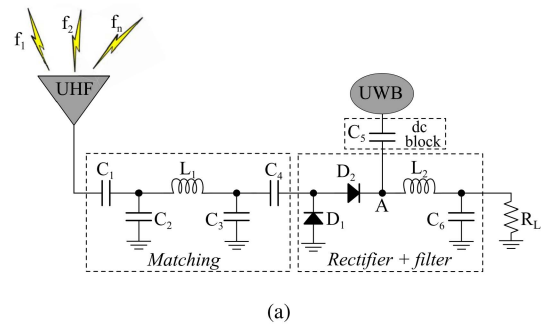 f1 f2 fn
UHF
UWB
C5 dc block
C1 L1 C4 D2 L2
A
C2 C3 D1 C6 RL
Matching Rectifier + filter
(a)